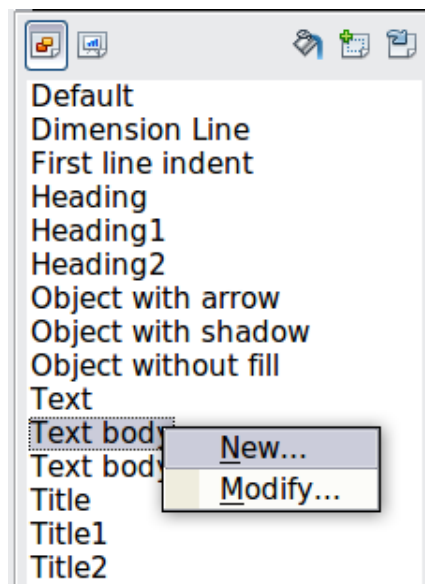 Default
Dimension Line
First line indent
Heading
Heading1
Heading2
Object with arrow
Object with shadow
Object without fill
Text
Text body
New...
Text body
Modify...
Title
Title1
Title2